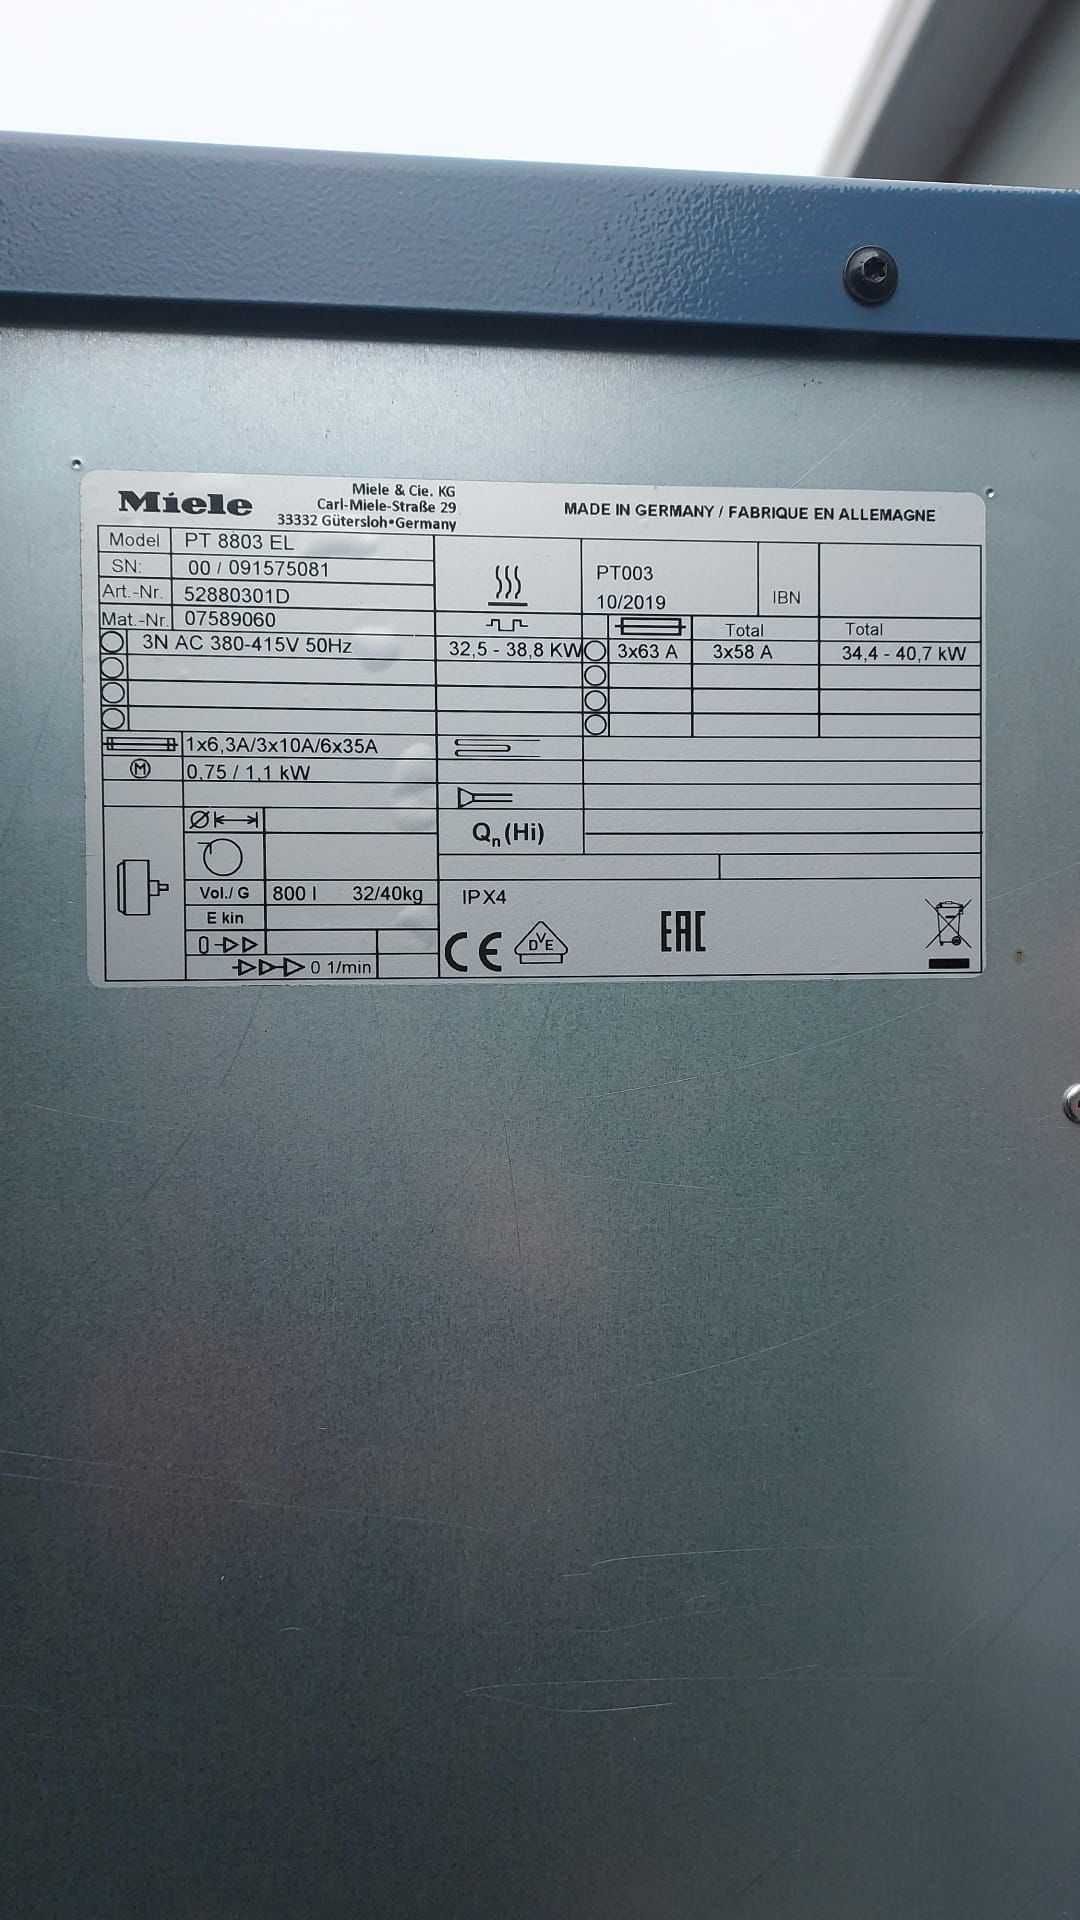 Miele
Miele & Cie. KG
Carl-Miele-Straße 29
33332 Gütersloh•Germany
MADE IN GERMANY / FABRIQUE EN ALLEMAGNE
Model PT 8803 EL
SN: 00 / 091575081
Art.-Nr. 52880301D
Mat.-Nr. 07589060
PT003
10/2019
IBN
Total
Total
3N AC 380-415V 50Hz 32,5 - 38,8 KW 3x63 A 3x58 A 34,4 - 40,7 kW
1x6,3A/3x10A/6x35A
M 0,75 / 1,1 kW
Qn (Hi)
Ø
Vol./ G 800 l 32/40kg
IPX4
E kin
0
0 1/min
CE
DVE
EAC